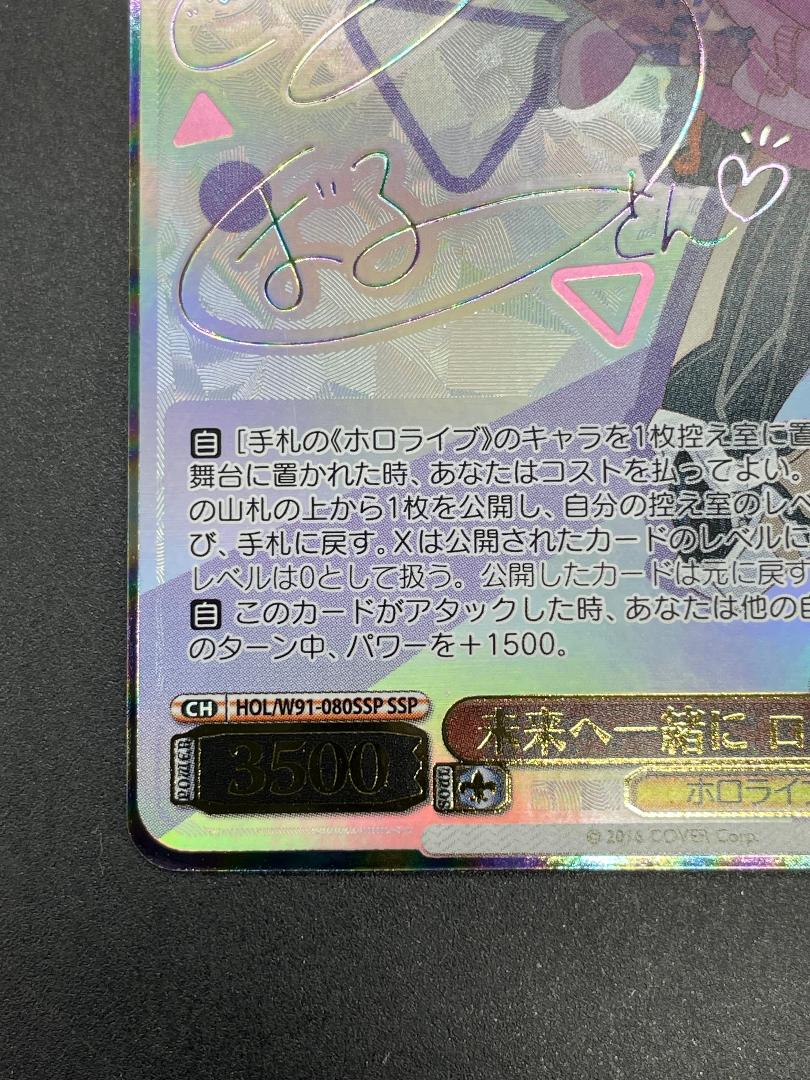 ぼる
さん♡
自 [手札の《ホロライブ》のキャラを1枚控え室に置
舞台に置かれた時、あなたはコストを払ってよい。
の山札の上から1枚を公開し、自分の控え室のレベ
び、手札に戻す。Xは公開されたカードのレベルに
レベルは0として扱う。公開したカードは元に戻す
自 このカードがアタックした時、あなたは他の自
のターン中、パワーを＋1500。
CH HOL/W91-080SSP SSP
未来へ一緒に ロ
POWER 3500 SOUL
ホロライ
© 2016 COVER Corp.